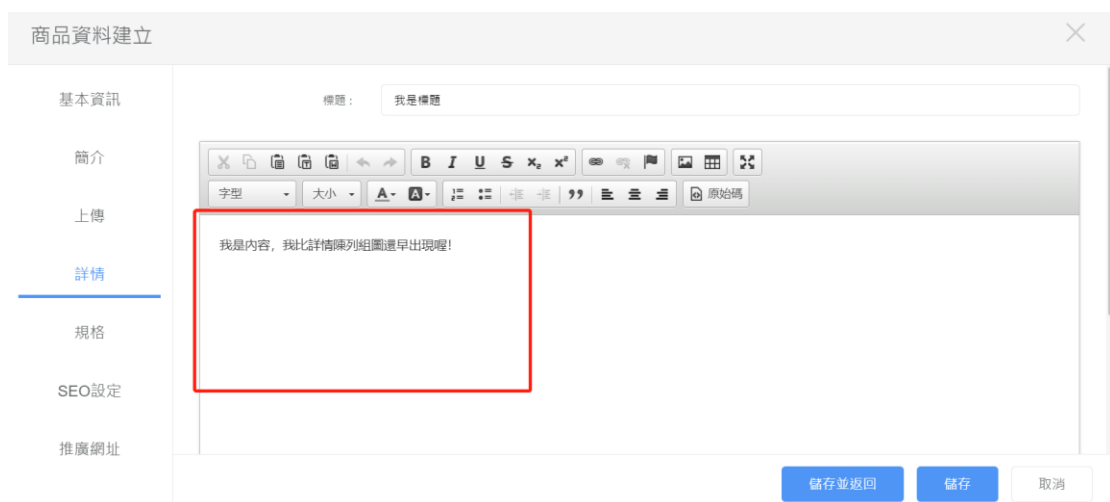 商品資料建立
基本資訊
簡介
上傳
詳情
規格
SEO設定
推廣網址
標題：
我是標題
B I U S x₂ x²
字型
大小
A A
原始碼
我是內容，我比詳情陳列組圖還早出現喔！
儲存並返回
儲存
取消